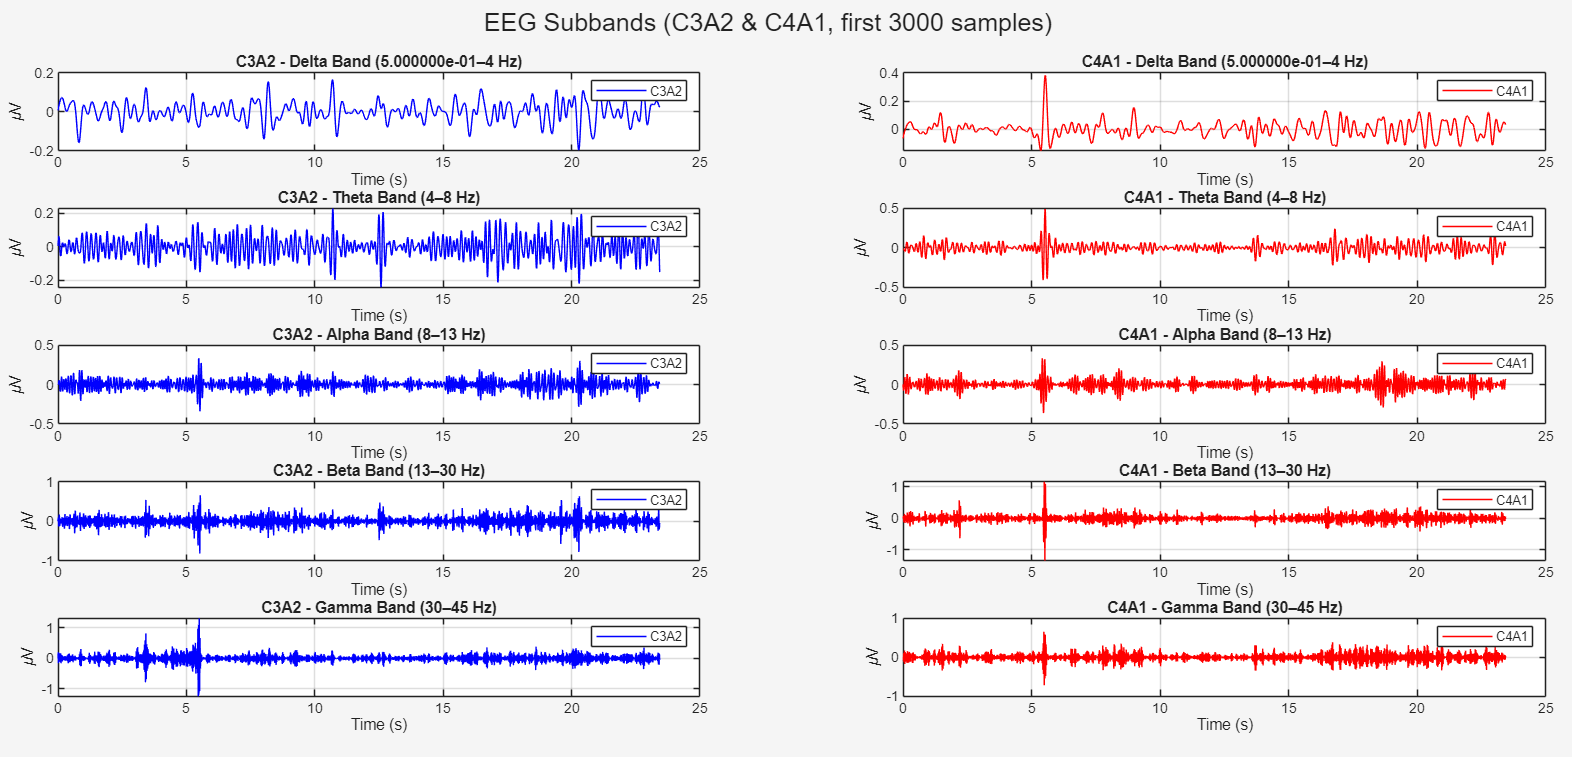 EEG Subbands (C3A2 & C4A1, first 3000 samples)
C3A2 - Delta Band (5.000000e-01–4 Hz)
0.2
0
-0.2
µV
C3A2
0 5 10 15 20 25
Time (s)
C4A1 - Delta Band (5.000000e-01–4 Hz)
0.4
0.2
0
µV
C4A1
0 5 10 15 20 25
Time (s)
C3A2 - Theta Band (4–8 Hz)
0.2
0
-0.2
µV
C3A2
0 5 10 15 20 25
Time (s)
C4A1 - Theta Band (4–8 Hz)
0.5
0
-0.5
µV
C4A1
0 5 10 15 20 25
Time (s)
C3A2 - Alpha Band (8–13 Hz)
0.5
0
-0.5
µV
C3A2
0 5 10 15 20 25
Time (s)
C4A1 - Alpha Band (8–13 Hz)
0.5
0
-0.5
µV
C4A1
0 5 10 15 20 25
Time (s)
C3A2 - Beta Band (13–30 Hz)
1
0
-1
µV
C3A2
0 5 10 15 20 25
Time (s)
C4A1 - Beta Band (13–30 Hz)
1
0
-1
µV
C4A1
0 5 10 15 20 25
Time (s)
C3A2 - Gamma Band (30–45 Hz)
1
0
-1
µV
C3A2
0 5 10 15 20 25
Time (s)
C4A1 - Gamma Band (30–45 Hz)
1
0
-1
µV
C4A1
0 5 10 15 20 25
Time (s)